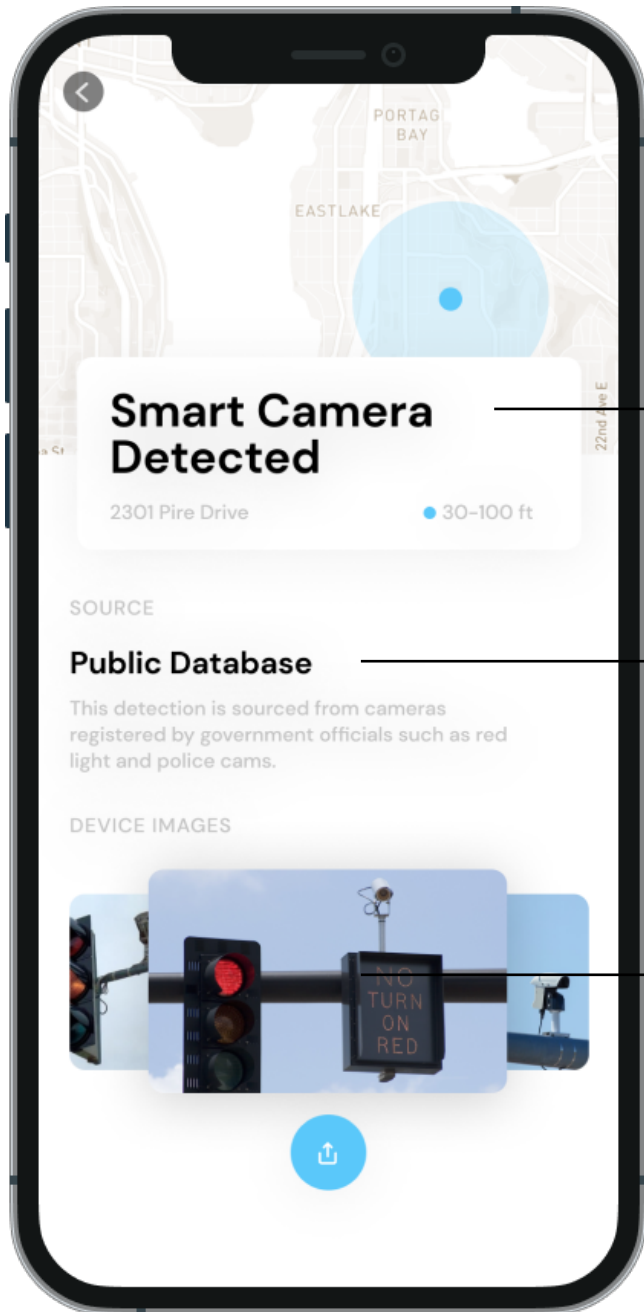 PORTAG
BAY
EASTLAKE
22nd Ave E
Smart Camera
Detected
2301 Pire Drive
30-100 ft
SOURCE
Public Database
This detection is sourced from cameras
registered by government officials such as red
light and police cams.
DEVICE IMAGES
NO
TURN
ON
RED